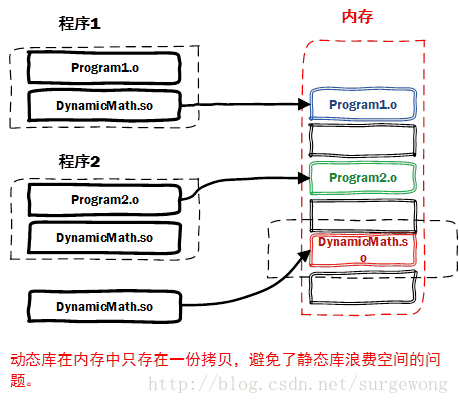 程序1
Program1.o
DynamicMath.so
程序2
Program2.o
DynamicMath.so
DynamicMath.so
内存
Program1.o
Program2.o
DynamicMath.s
o
动态库在内存中只存在一份拷贝，避免了静态库浪费空间的问
题。
http://blog.csdn.net/surgewong